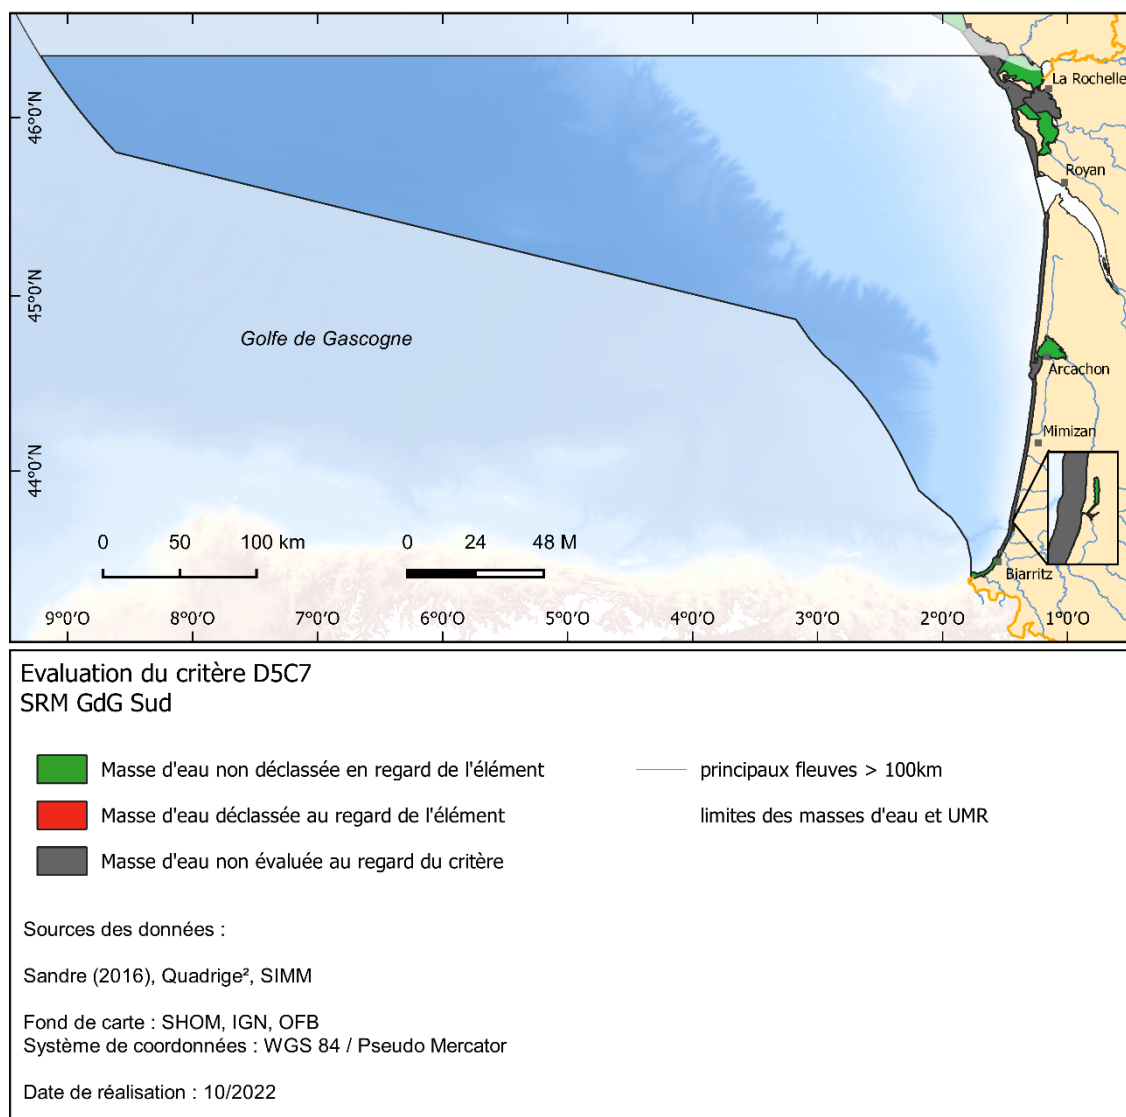 La Rochelle
46°0'N
Royan
45°0'N
Golfe de Gascogne
Arcachon
Mimizan
44°0'N
0 50 100 km
0 24 48 M
Biarritz
9°0'O 8°0'O 7°0'O 6°0'O 5°0'O 4°0'O 3°0'O 2°0'O 1°0'O
Evaluation du critère D5C7
SRM GdG Sud
Masse d'eau non déclassée en regard de l'élément
principaux fleuves > 100km
Masse d'eau déclassée au regard de l'élément
limites des masses d'eau et UMR
Masse d'eau non évaluée au regard du critère
Sources des données :
Sandre (2016), Quadrige², SIMM
Fond de carte : SHOM, IGN, OFB
Système de coordonnées : WGS 84 / Pseudo Mercator
Date de réalisation : 10/2022